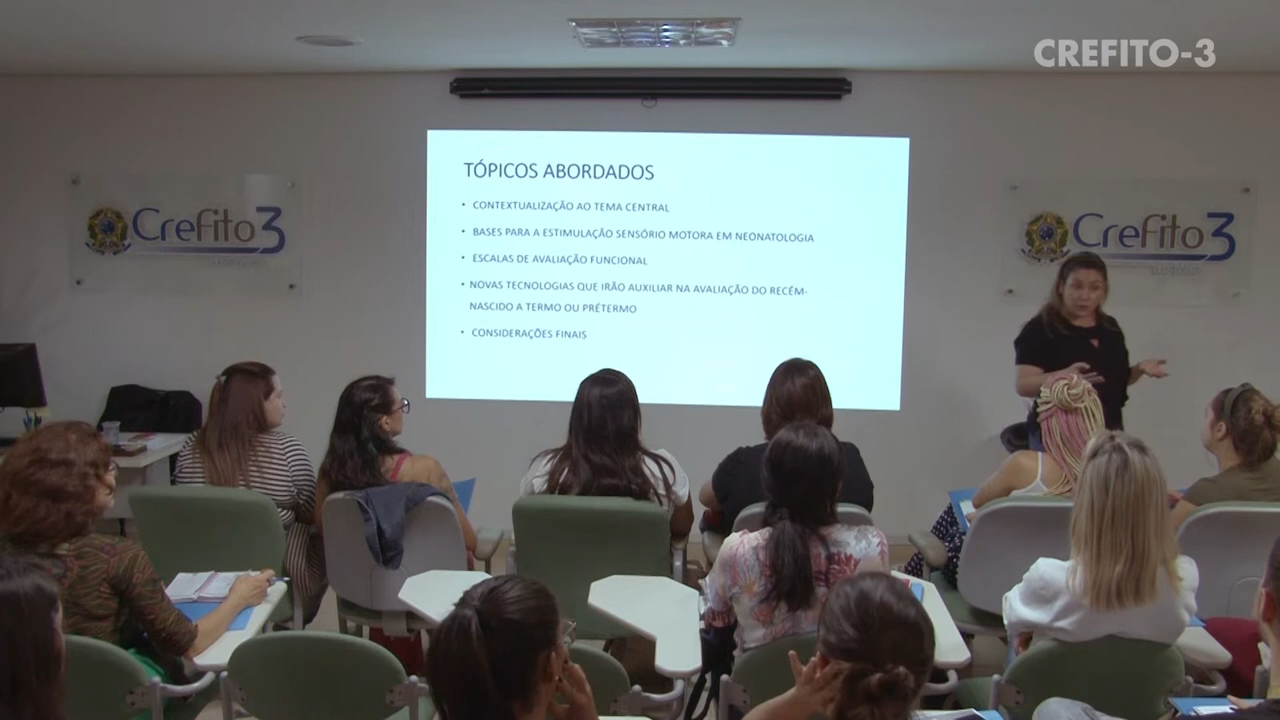 CREFITO-3
TÓPICOS ABORDADOS
• CONTEXTUALIZAÇÃO AO TEMA CENTRAL
• BASES PARA A ESTIMULAÇÃO SENSÓRIO MOTORA EM NEONATOLOGIA
• ESCALAS DE AVALIAÇÃO FUNCIONAL
• NOVAS TECNOLOGIAS QUE IRÃO AUXILIAR NA AVALIAÇÃO DO RECÉM-
NASCIDO A TERMO OU PRÉTERMO
• CONSIDERAÇÕES FINAIS
Crefito3
Crefito3